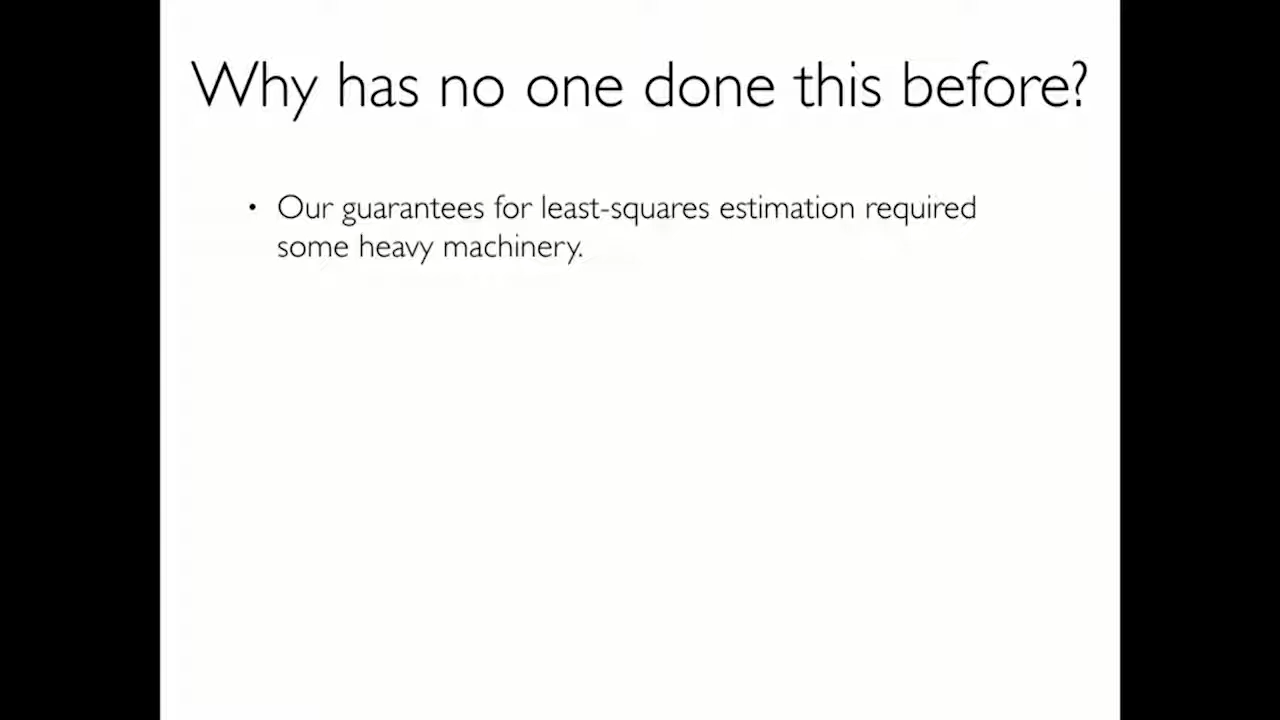 Why has no one done this before?
• Our guarantees for least-squares estimation required
some heavy machinery.